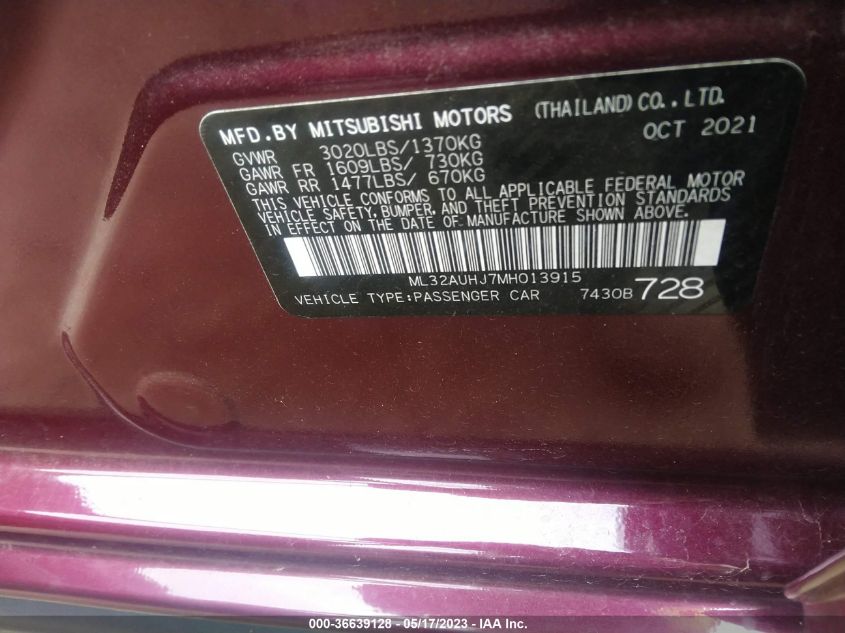 MFD.BY MITSUBISHI MOTORS (THAILAND) CO., LTD.
GVWR 3020LBS/1370KG OCT 2021
GAWR FR 1609LBS/ 730KG
GAWR RR 1477LBS/ 670KG
THIS VEHICLE CONFORMS TO ALL APPLICABLE FEDERAL MOTOR
VEHICLE SAFETY, BUMPER, AND THEFT PREVENTION STANDARDS
IN EFFECT ON THE DATE OF MANUFACTURE SHOWN ABOVE.
ML32AUHJ7MH013915
VEHICLE TYPE:PASSENGER CAR 7430B 728
000-36639128 - 05/17/2023 - IAA Inc.